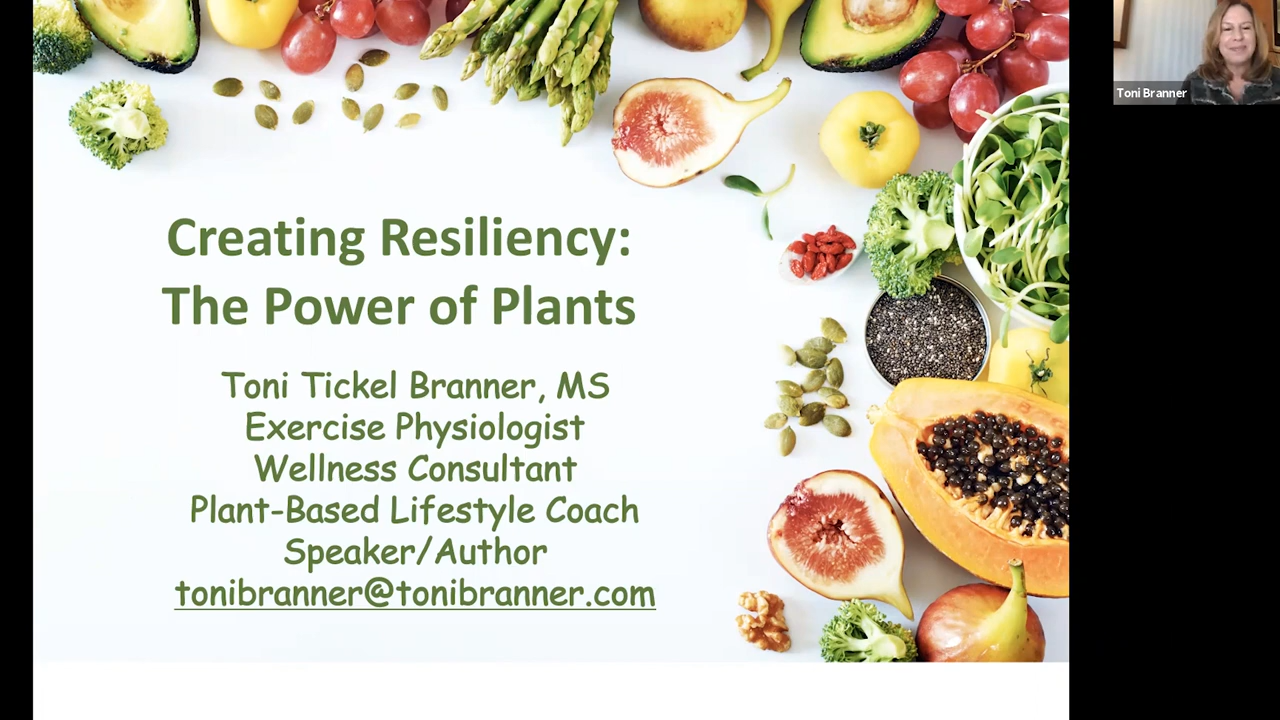 Creating Resiliency:
The Power of Plants
Toni Tickel Branner, MS
Exercise Physiologist
Wellness Consultant
Plant-Based Lifestyle Coach
Speaker/Author
tonibranner@tonibranner.com
Toni Branner